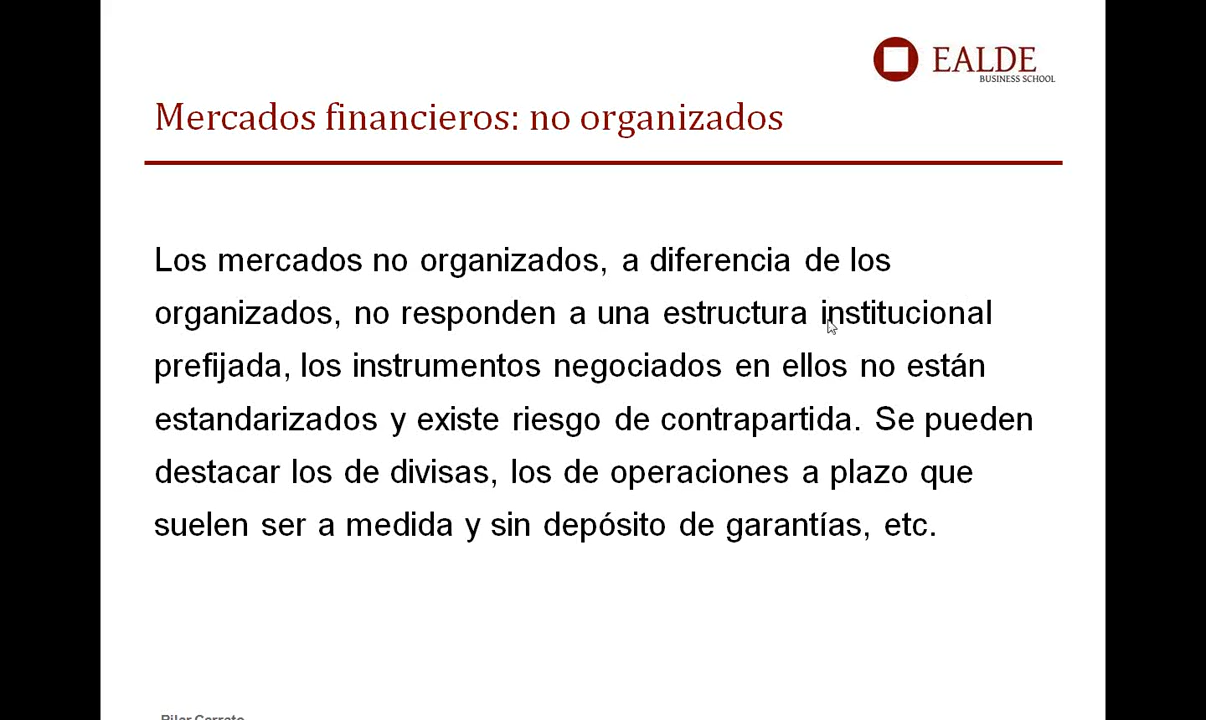 EALDE
BUSINESS SCHOOL
Mercados financieros: no organizados
Los mercados no organizados, a diferencia de los
organizados, no responden a una estructura institucional
prefijada, los instrumentos negociados en ellos no están
estandarizados y existe riesgo de contrapartida. Se pueden
destacar los de divisas, los de operaciones a plazo que
suelen ser a medida y sin depósito de garantías, etc.
Pilar